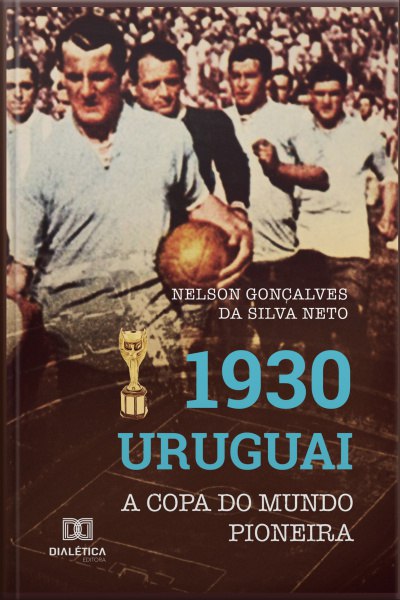 NELSON GONÇALVES
DA SILVA NETO
1930
URUGUAI
A COPA DO MUNDO
PIONEIRA
DIALÉTICA
EDITORA